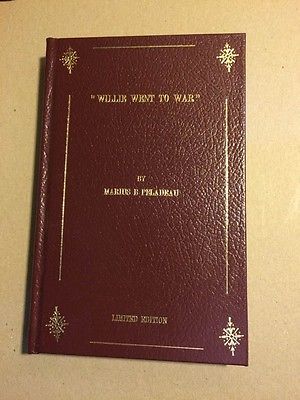 "WILLIE WENT TO WAR"
BY
MARIUS B PELADEAU
LIMITED EDITION